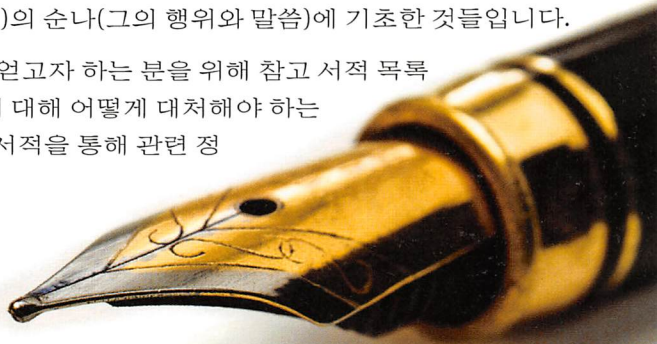 )의 순나(그의 행위와 말씀)에 기초한 것들입니다.
얻고자 하는 분을 위해 참고 서적 목록
대해 어떻게 대처해야 하는
서적을 통해 관련 정